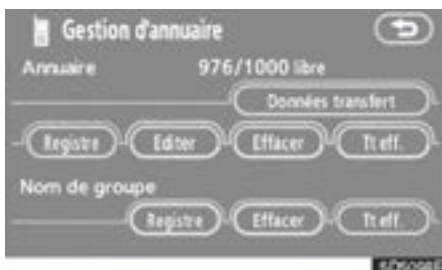 Gestion d'annuaire
Annuaire 976/1000 libre
Données transfert
Registre Editer Effacer Tt eff.
Nom de groupe
Registre Effacer Tt eff.